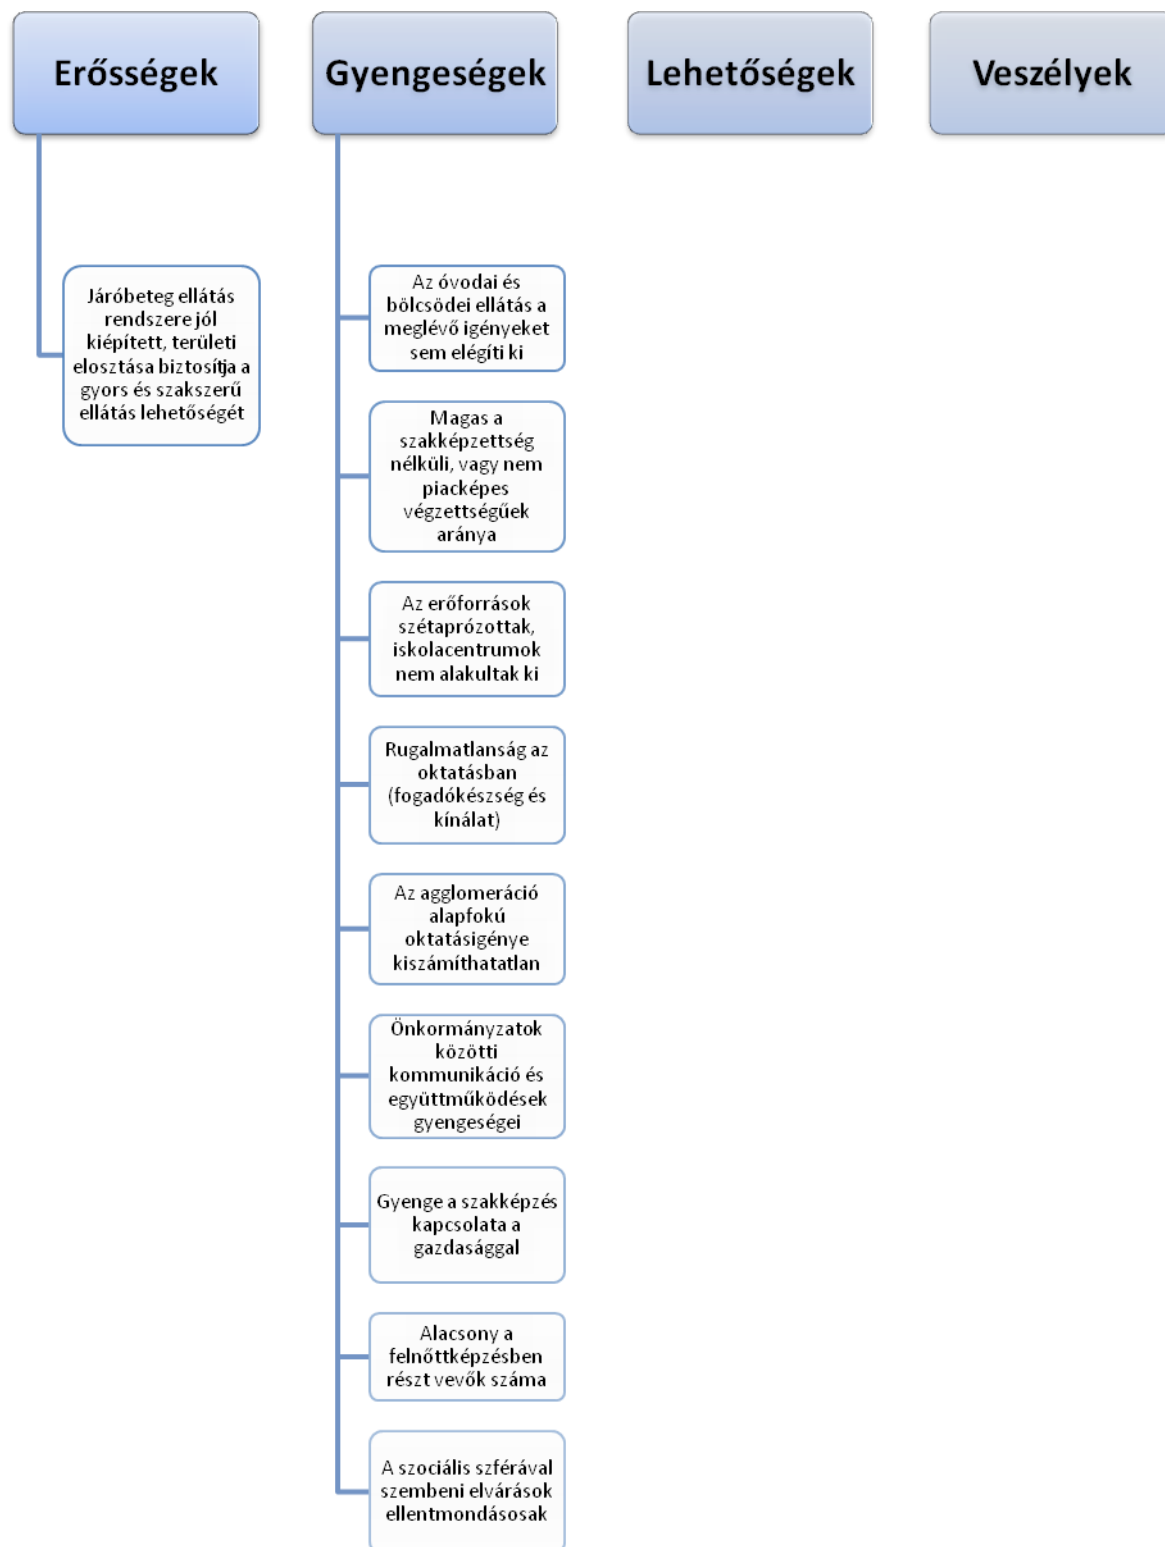 Erősségek
Gyengeségek
Lehetőségek
Veszélyek
Járóbeteg ellátás
rendszere jól
kiépített, területi
elosztása biztosítja a
gyors és szakszerű
ellátás lehetőségét
Az óvodai és
bölcsödei ellátás a
meglévő igényeket
sem elégíti ki
Magas a
szakképzettség
nélküli, vagy nem
piacképes
végzettségűek
aránya
Az erőforrások
szétaprózottak,
iskolacentrumok
nem alakultak ki
Rugalmatlanság az
oktatásban
(fogadókészség és
kínálat)
Az agglomeráció
alapfokú
oktatásigénye
kiszámíthatatlan
Önkormányzatok
közötti
kommunikáció és
együttműködések
gyengeségei
Gyenge a szakképzés
kapcsolata a
gazdasággal
Alacsony a
felnőttképzésben
részt vevők száma
A szociális szférával
szembeni elvárások
ellentmondásosak